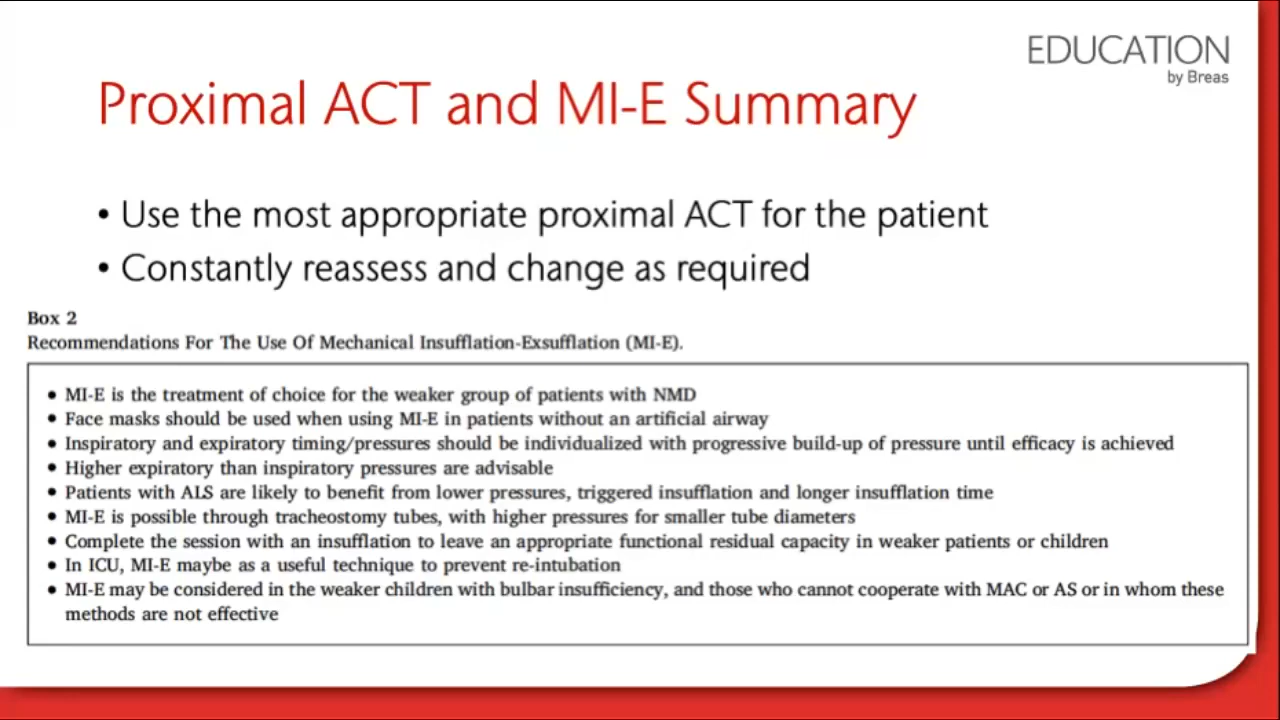 EDUCATION
by Breas
Proximal ACT and MI-E Summary
• Use the most appropriate proximal ACT for the patient
• Constantly reassess and change as required
Box 2
Recommendations For The Use Of Mechanical Insufflation-Exsufflation (MI-E).
• MI-E is the treatment of choice for the weaker group of patients with NMD
• Face masks should be used when using MI-E in patients without an artificial airway
• Inspiratory and expiratory timing/pressures should be individualized with progressive build-up of pressure until efficacy is achieved
• Higher expiratory than inspiratory pressures are advisable
• Patients with ALS are likely to benefit from lower pressures, triggered insufflation and longer insufflation time
• MI-E is possible through tracheostomy tubes, with higher pressures for smaller tube diameters
• Complete the session with an insufflation to leave an appropriate functional residual capacity in weaker patients or children
• In ICU, MI-E maybe as a useful technique to prevent re-intubation
• MI-E may be considered in the weaker children with bulbar insufficiency, and those who cannot cooperate with MAC or AS or in whom these
methods are not effective